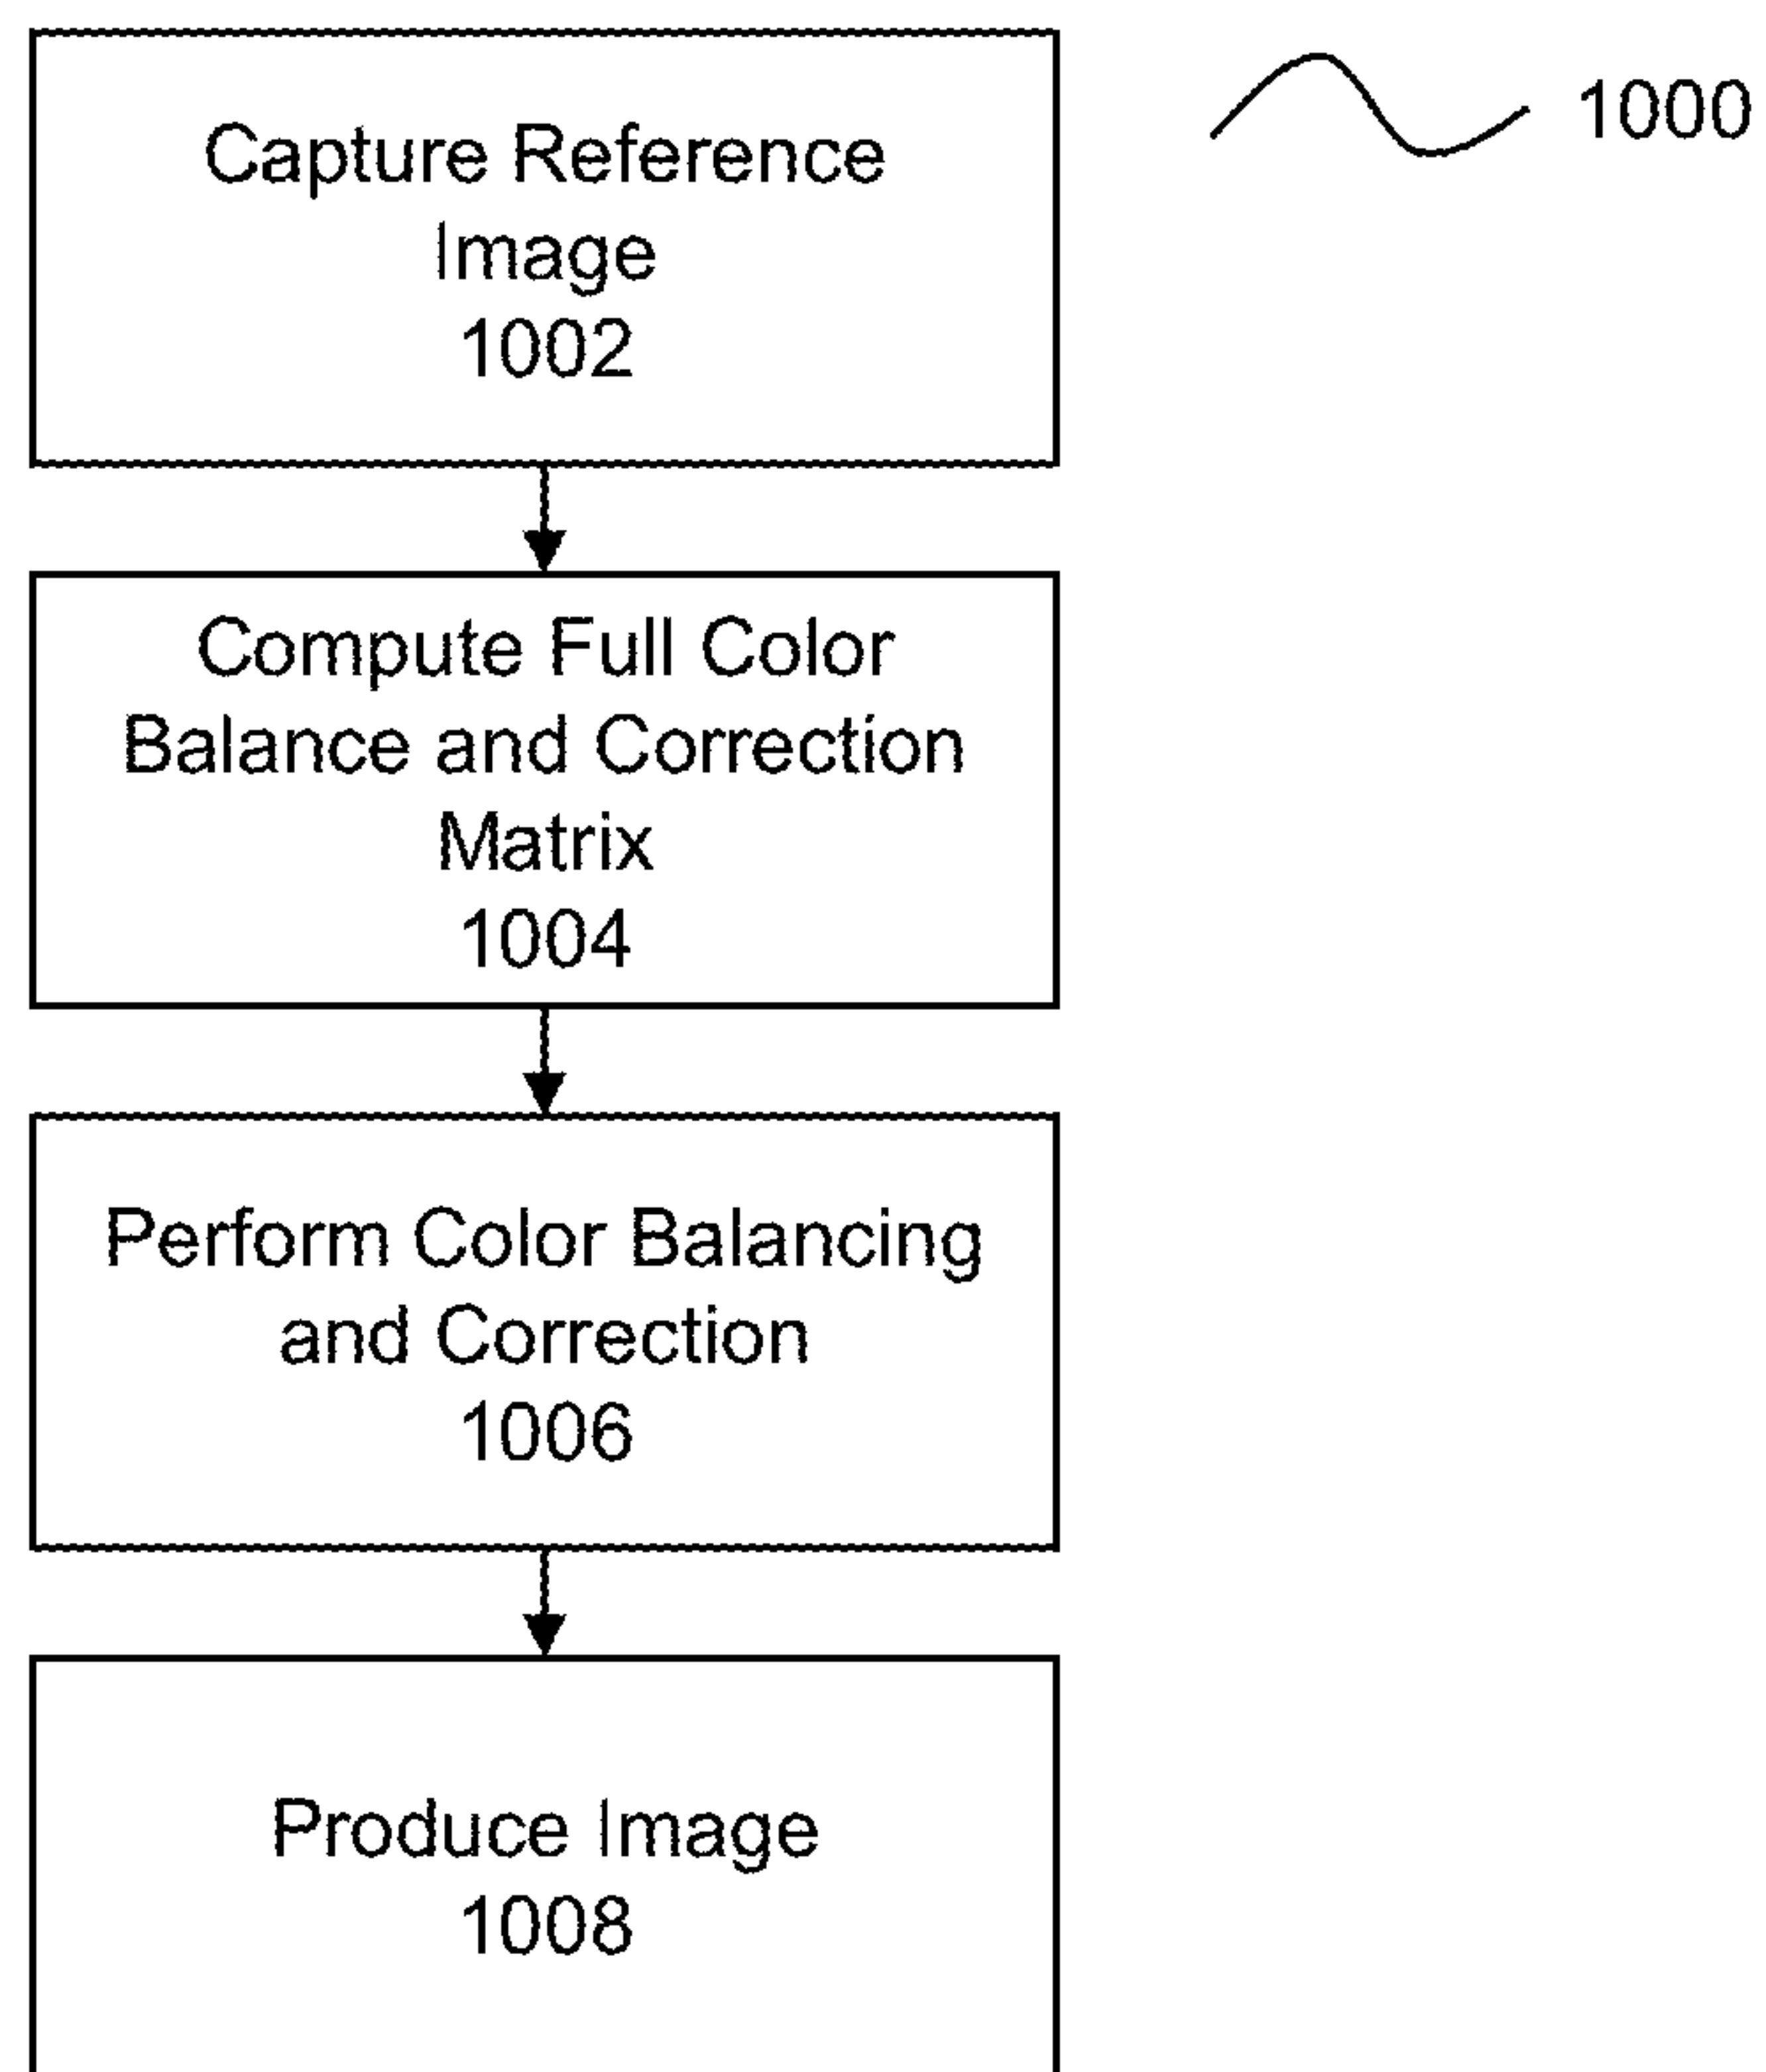 Capture Reference
Image
1002
1000
Compute Full Color
Balance and Correction
Matrix
1004
Perform Color Balancing
and Correction
1006
Produce Image
1008